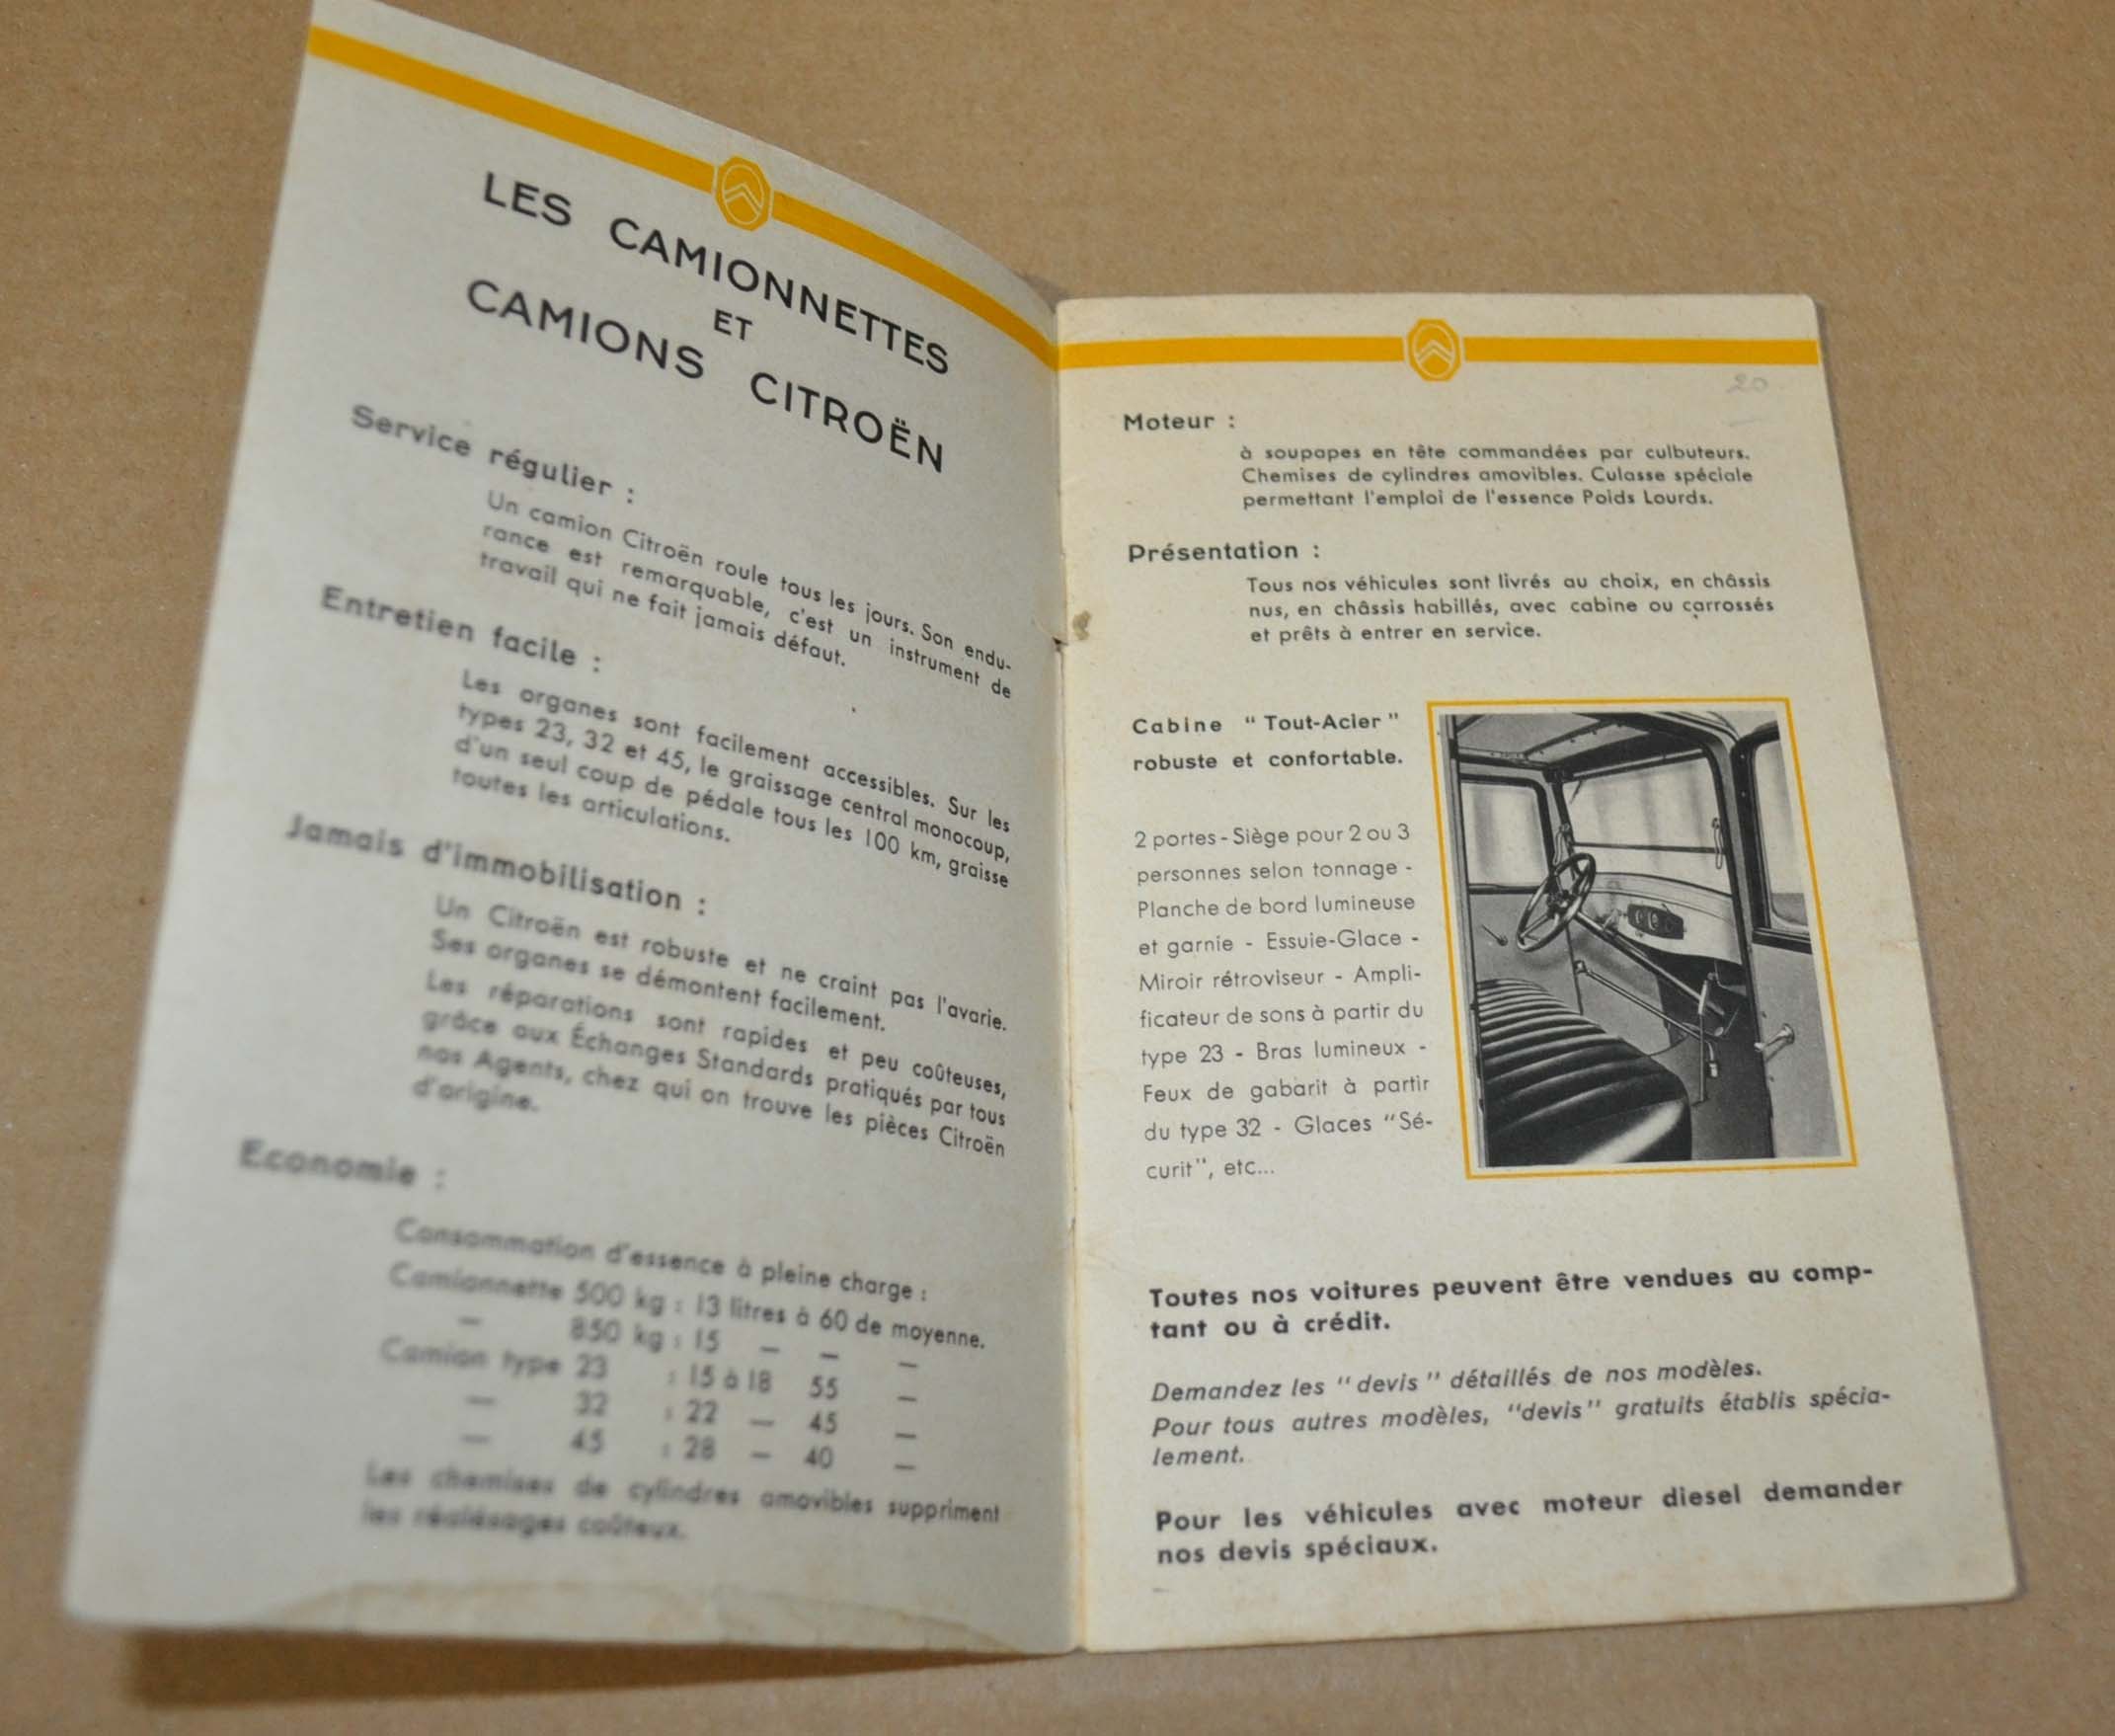 LES CAMIONNETTES
ET
CAMIONS CITROËN
Service régulier :
Un camion Citroën roule tous les jours. Son endu-
rance est remarquable, c'est un instrument de
travail qui ne fait jamais défaut.
Entretien facile :
Les organes sont facilement accessibles. Sur les
types 23, 32 et 45, le graissage central monocoup,
d'un seul coup de pédale tous les 100 km, graisse
toutes les articulations.
Jamais d'immobilisation :
Un Citroën est robuste et ne craint pas l'avarie.
Ses organes se démontent facilement.
Les réparations sont rapides et peu coûteuses,
grâce aux Échanges Standards pratiqués par tous
nos Agents, chez qui on trouve les pièces Citroën
d'origine.
Economie :
Consommation d'essence à pleine charge :
Camionnette 500 kg : 13 litres à 60 de moyenne.
— 850 kg : 15 — — —
Camion type 23 : 15 à 18 55 —
— 32 : 22 — 45 —
— 45 : 28 — 40 —
Les chemises de cylindres amovibles suppriment
les réalésages coûteux.
20
Moteur :
à soupapes en tête commandées par culbuteurs.
Chemises de cylindres amovibles. Culasse spéciale
permettant l'emploi de l'essence Poids Lourds.
Présentation :
Tous nos véhicules sont livrés au choix, en châssis
nus, en châssis habillés, avec cabine ou carrossés
et prêts à entrer en service.
Cabine "Tout-Acier"
robuste et confortable.
2 portes - Siège pour 2 ou 3
personnes selon tonnage -
Planche de bord lumineuse
et garnie - Essuie-Glace -
Miroir rétroviseur - Ampli-
ficateur de sons à partir du
type 23 - Bras lumineux -
Feux de gabarit à partir
du type 32 - Glaces "Sé-
curit", etc...
Toutes nos voitures peuvent être vendues au comp-
tant ou à crédit.
Demandez les "devis" détaillés de nos modèles.
Pour tous autres modèles, "devis" gratuits établis spécia-
lement.
Pour les véhicules avec moteur diesel demander
nos devis spéciaux.